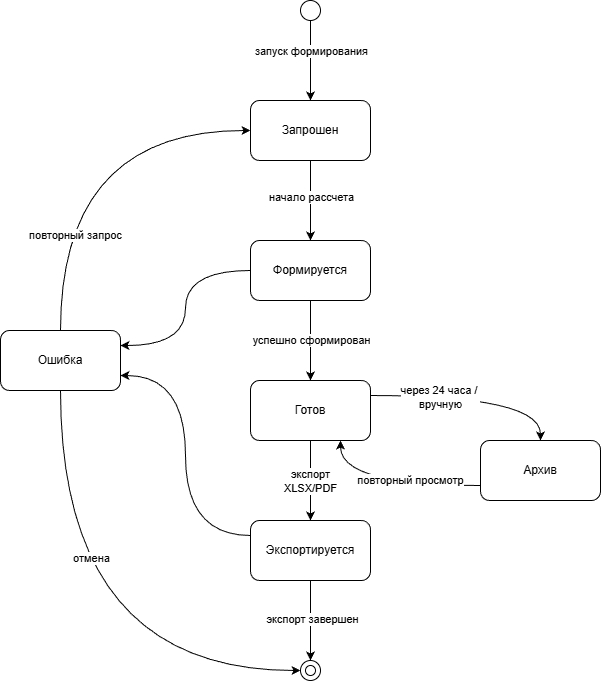 запуск формирования
Запрошен
начало рассчета
повторный запрос
Формируется
успешно сформирован
Ошибка
через 24 часа /
вручную
Готов
Архив
экспорт
XLSX/PDF
повторный просмотр
Экспортируется
отмена
экспорт завершен